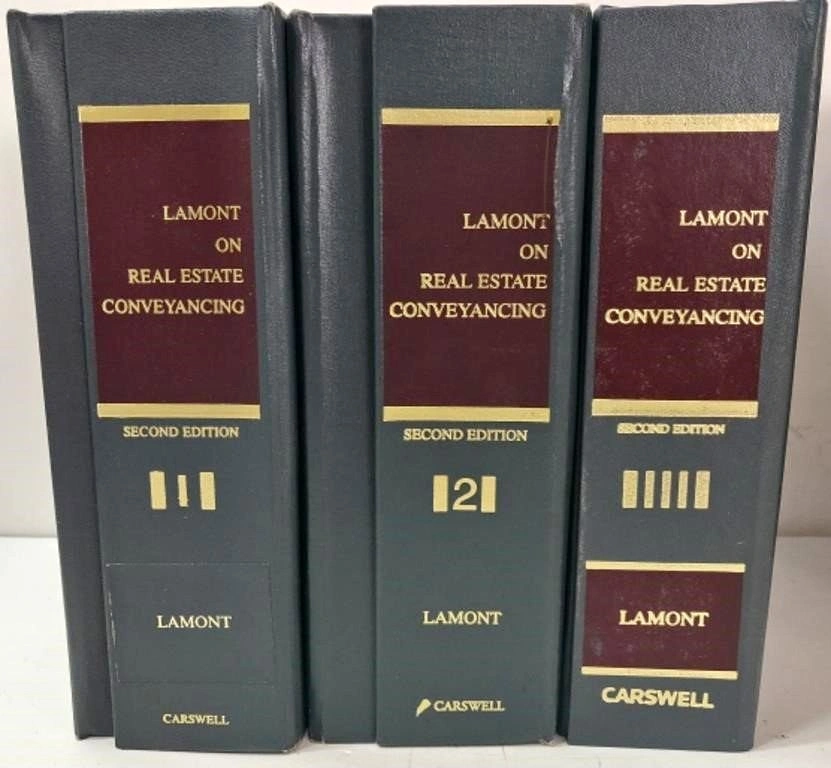 LAMONT
ON
REAL ESTATE
CONVEYANCING
SECOND EDITION
1
LAMONT
CARSWELL
LAMONT
ON
REAL ESTATE
CONVEYANCING
SECOND EDITION
2
LAMONT
CARSWELL
LAMONT
ON
REAL ESTATE
CONVEYANCING
SECOND EDITION
LAMONT
CARSWELL